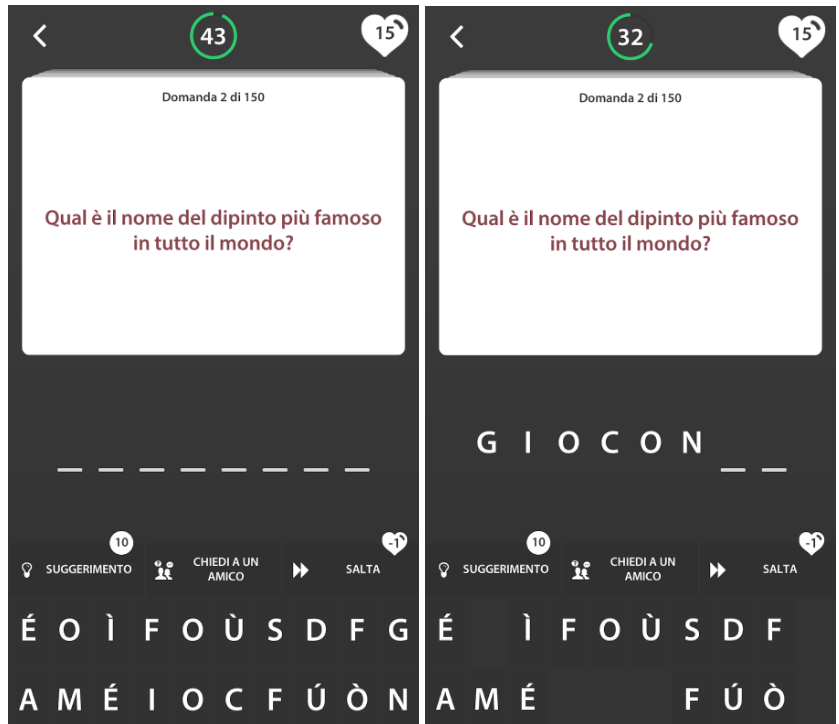 43
15
Domanda 2 di 150
Qual è il nome del dipinto più famoso
in tutto il mondo?
10
-1
SUGGERIMENTO
CHIEDI A UN
AMICO
SALTA
É O Ì F O Ù S D F G
A M É I O C F Ú Ò N
32
15
Domanda 2 di 150
Qual è il nome del dipinto più famoso
in tutto il mondo?
G I O C O N
10
-1
SUGGERIMENTO
CHIEDI A UN
AMICO
SALTA
É Ì F O Ù S D F
A M É F Ú Ò